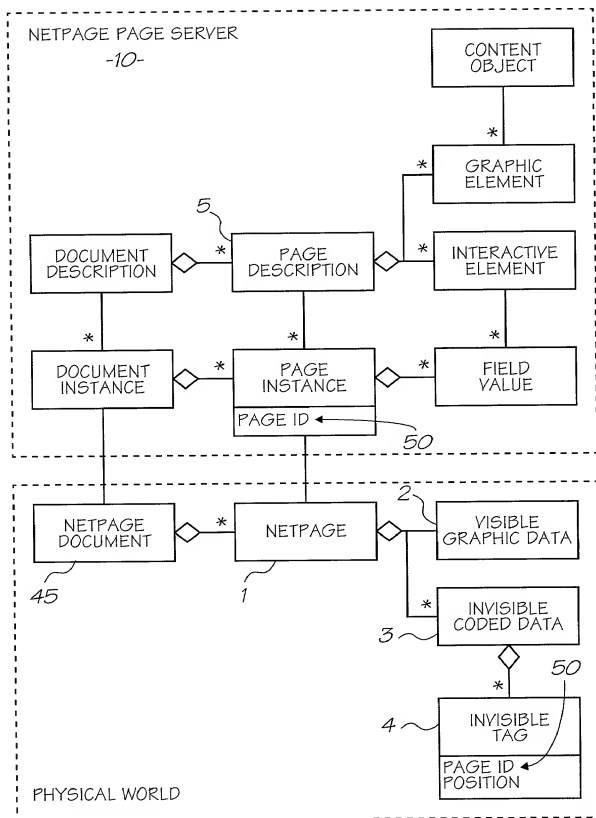 NETPAGE PAGE SERVER
-10-
CONTENT
OBJECT
*
*
GRAPHIC
ELEMENT
5
DOCUMENT
DESCRIPTION
*
PAGE
DESCRIPTION
*
INTERACTIVE
ELEMENT
*
*
*
DOCUMENT
INSTANCE
*
PAGE
INSTANCE
*
FIELD
VALUE
PAGE ID
50
NETPAGE
DOCUMENT
*
NETPAGE
2
VISIBLE
GRAPHIC DATA
45
1
*
INVISIBLE
CODED DATA
3
*
50
4
INVISIBLE
TAG
PAGE ID
POSITION
PHYSICAL WORLD